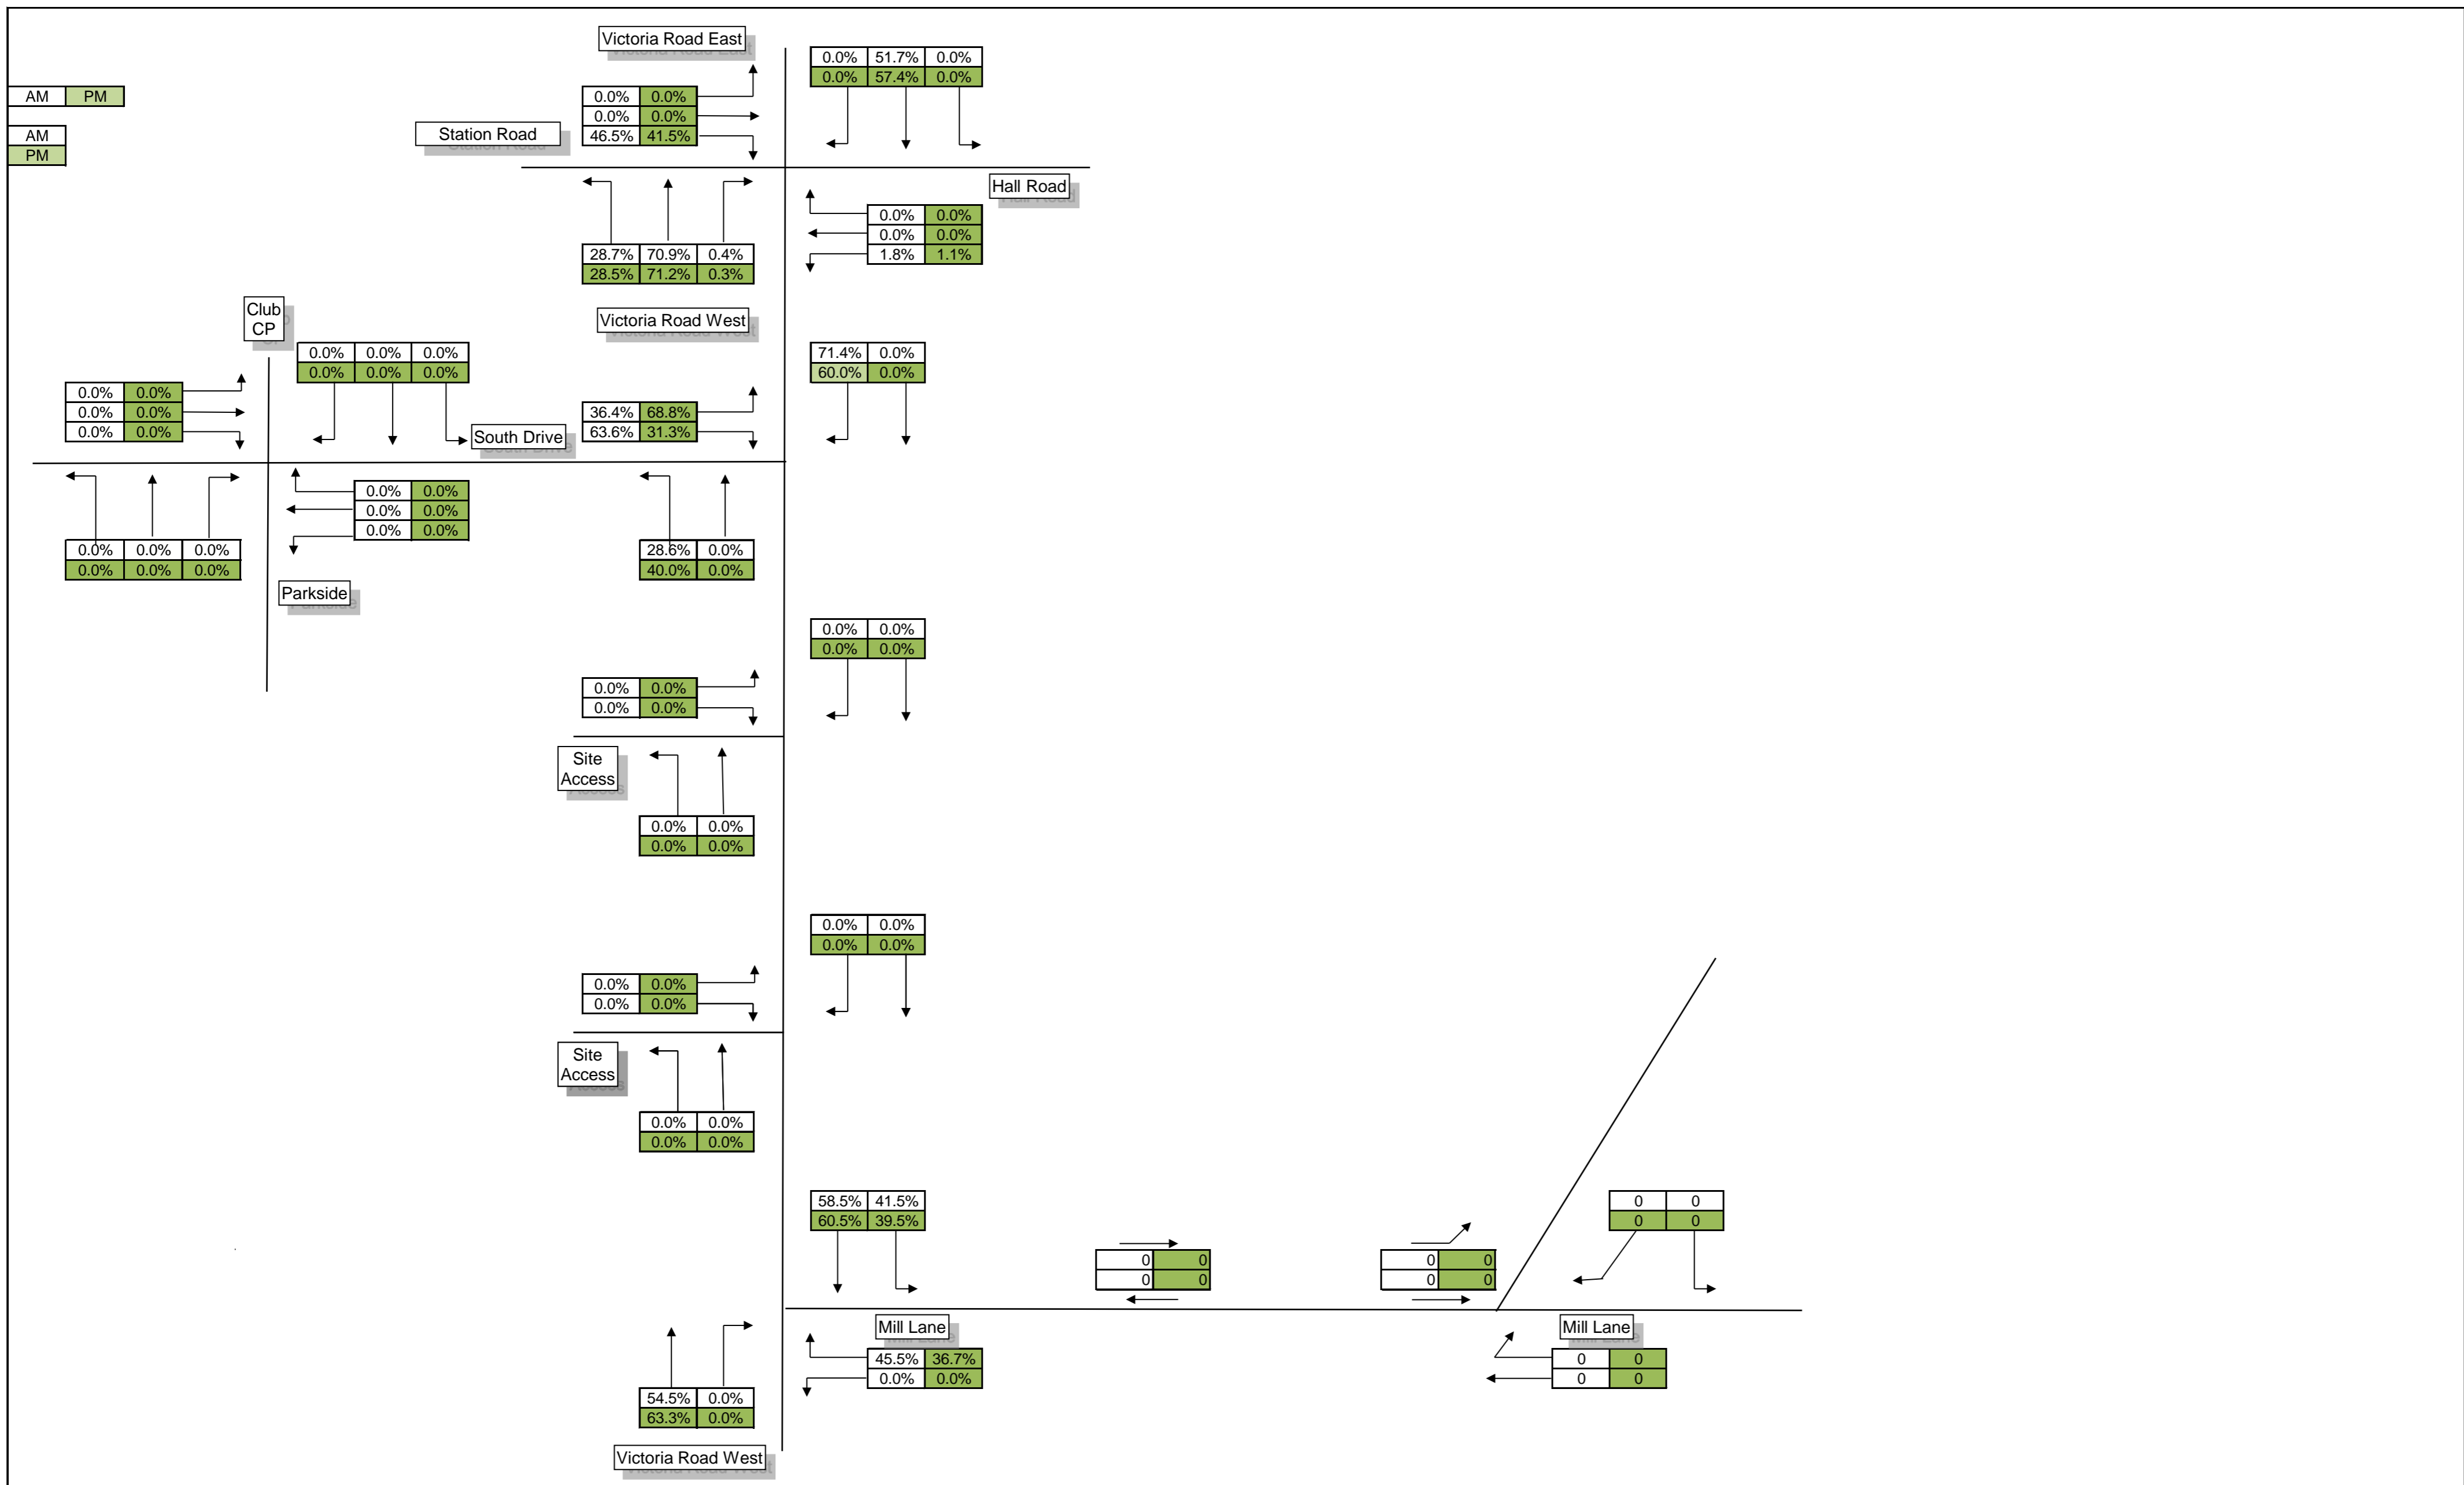 Victoria Road East
0.0% 51.7% 0.0%
0.0% 57.4% 0.0%
AM PM
0.0% 0.0%
0.0% 0.0%
46.5% 41.5%
AM
PM
Station Road
Hall Road
0.0% 0.0%
0.0% 0.0%
1.8% 1.1%
28.7% 70.9% 0.4%
28.5% 71.2% 0.3%
Club
CP
Victoria Road West
0.0% 0.0% 0.0%
0.0% 0.0% 0.0%
71.4% 0.0%
60.0% 0.0%
0.0% 0.0%
0.0% 0.0%
0.0% 0.0%
36.4% 68.8%
63.6% 31.3%
South Drive
0.0% 0.0%
0.0% 0.0%
0.0% 0.0%
0.0% 0.0% 0.0%
0.0% 0.0% 0.0%
28.6% 0.0%
40.0% 0.0%
Parkside
0.0% 0.0%
0.0% 0.0%
0.0% 0.0%
0.0% 0.0%
Site
Access
0.0% 0.0%
0.0% 0.0%
0.0% 0.0%
0.0% 0.0%
0.0% 0.0%
0.0% 0.0%
Site
Access
0.0% 0.0%
0.0% 0.0%
58.5% 41.5%
60.5% 39.5%
0 0
0 0
0 0
0 0
0 0
0 0
Mill Lane
Mill Lane
45.5% 36.7%
0.0% 0.0%
0 0
0 0
54.5% 0.0%
63.3% 0.0%
Victoria Road West